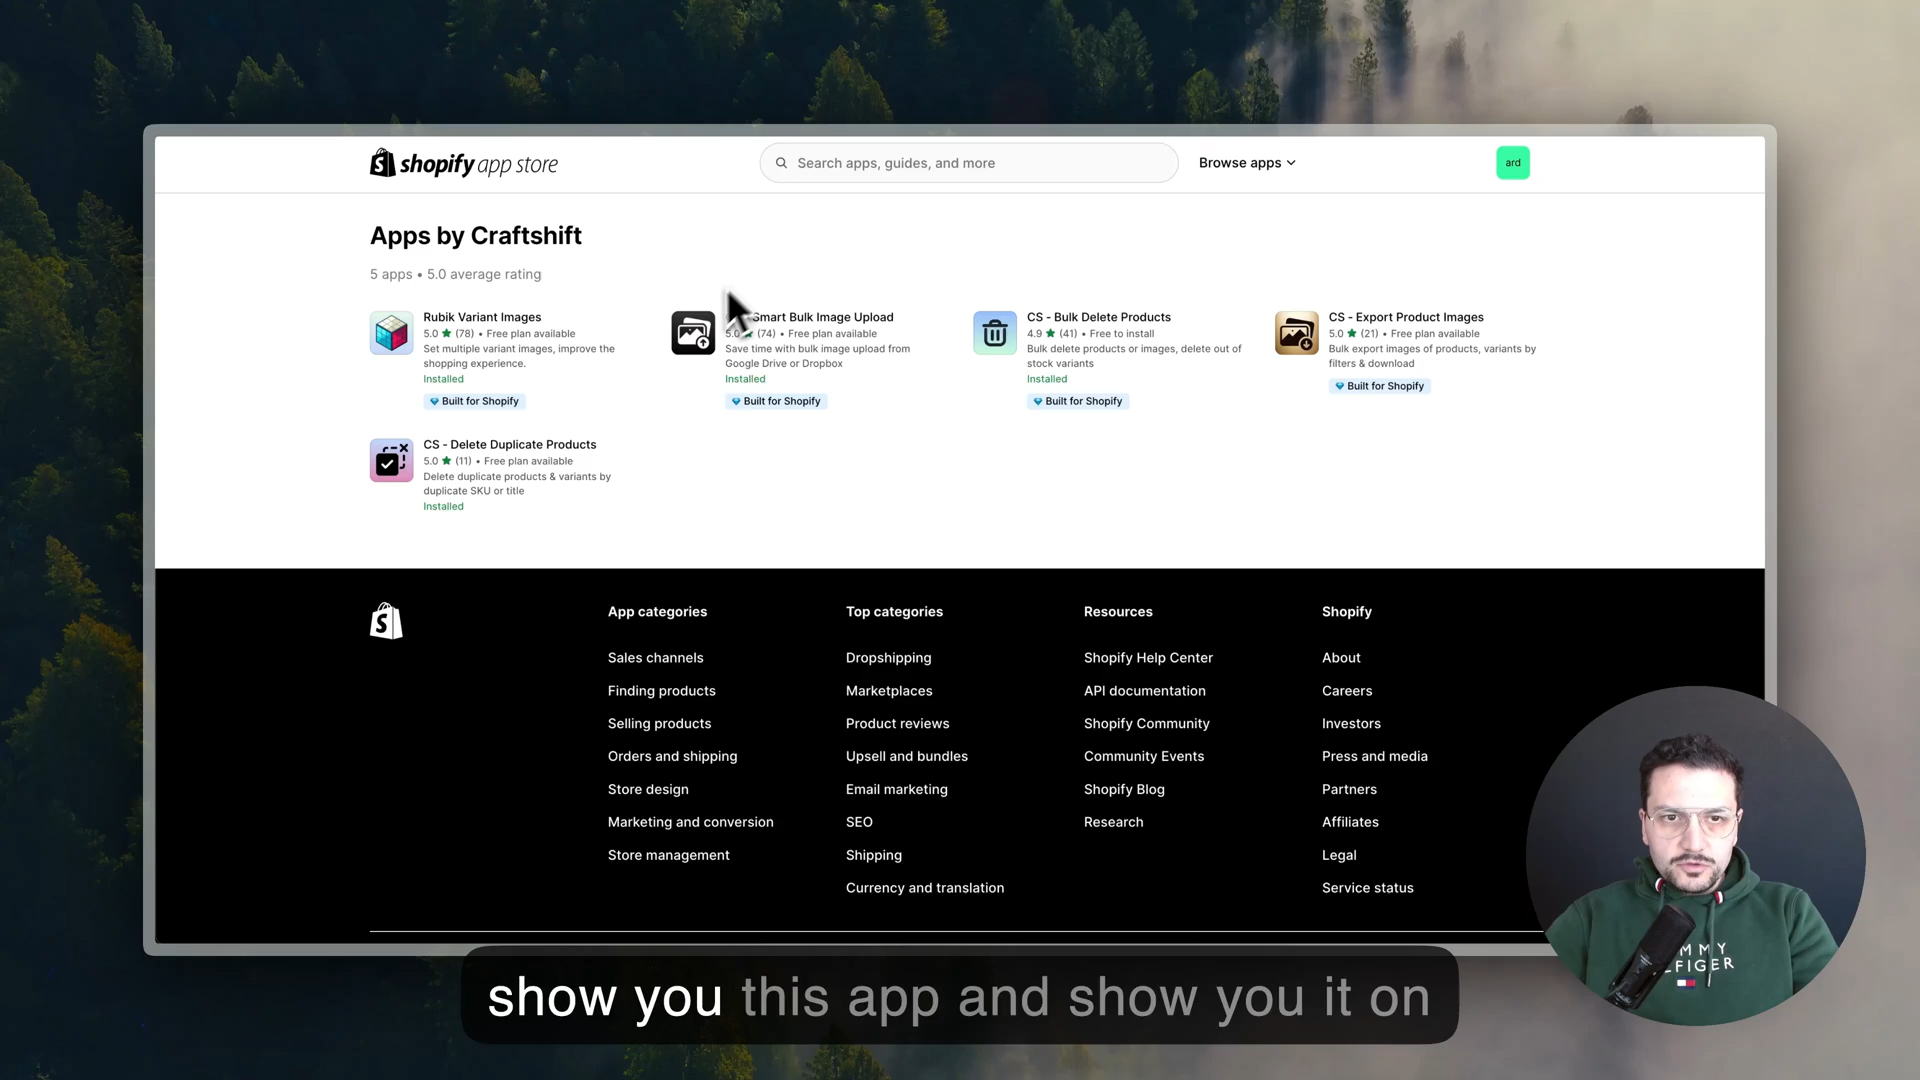 shopify app store
Search apps, guides, and more
Browse apps
ard
Apps by Craftshift
5 apps • 5.0 average rating
Rubik Variant Images
5.0 ★ (78) • Free plan available
Set multiple variant images, improve the
shopping experience.
Installed
Built for Shopify
Smart Bulk Image Upload
5.0 (74) • Free plan available
Save time with bulk image upload from
Google Drive or Dropbox
Installed
Built for Shopify
CS - Bulk Delete Products
4.9 ★ (41) • Free to install
Bulk delete products or images, delete out of
stock variants
Installed
Built for Shopify
CS - Export Product Images
5.0 ★ (21) • Free plan available
Bulk export images of products, variants by
filters & download
Built for Shopify
CS - Delete Duplicate Products
5.0 ★ (11) • Free plan available
Delete duplicate products & variants by
duplicate SKU or title
Installed
App categories
Sales channels
Finding products
Selling products
Orders and shipping
Store design
Marketing and conversion
Store management
Top categories
Dropshipping
Marketplaces
Product reviews
Upsell and bundles
Email marketing
SEO
Shipping
Currency and translation
Resources
Shopify Help Center
API documentation
Shopify Community
Community Events
Shopify Blog
Research
Shopify
About
Careers
Investors
Press and media
Partners
Affiliates
Legal
Service status
show you this app and show you it on